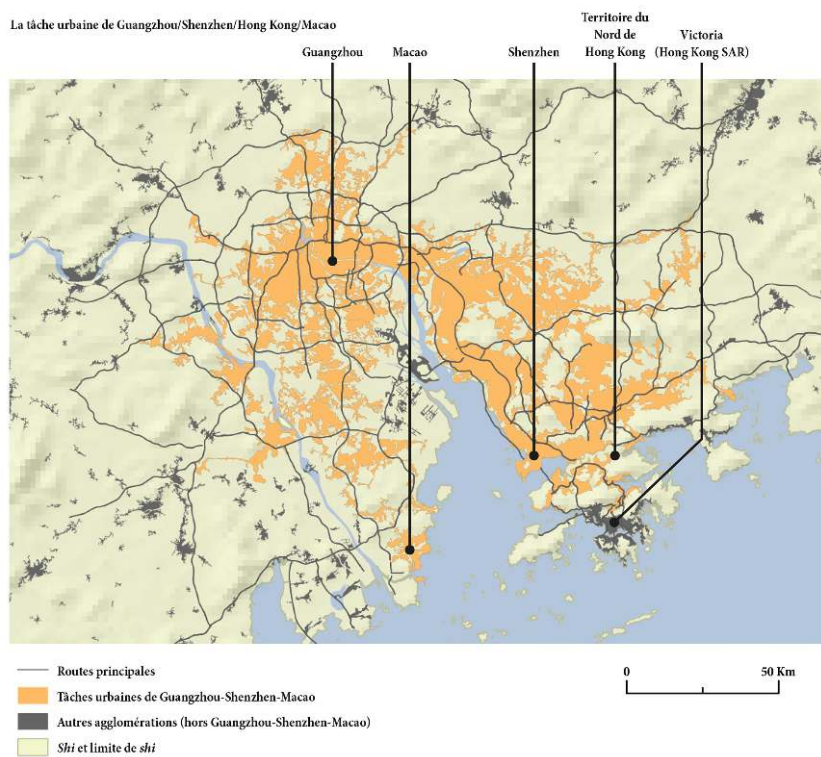 La tâche urbaine de Guangzhou/Shenzhen/Hong Kong/Macao
Guangzhou
Macao
Shenzhen
Territoire du
Nord de
Hong Kong
Victoria
(Hong Kong SAR)
Routes principales
Tâches urbaines de Guangzhou-Shenzhen-Macao
Autres agglomérations (hors Guangzhou-Shenzhen-Macao)
Shi et limite de shi
0
50 Km